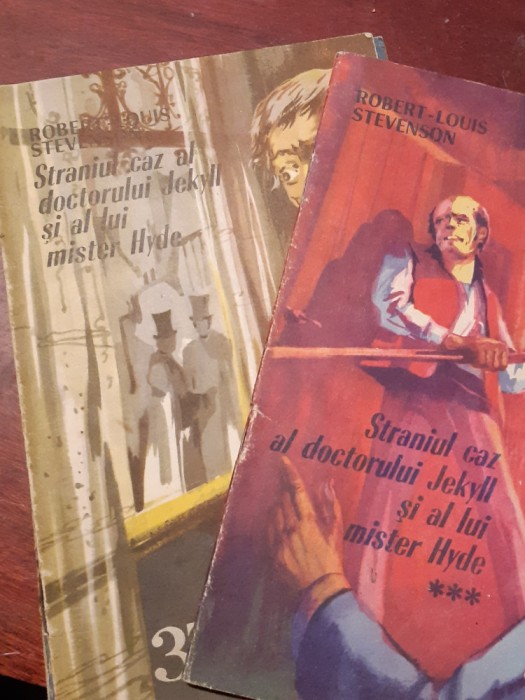 ROBERT-LOUIS
Straniul caz al
doctorului Jekyll
și al lui
mister Hyde
ROBERT-LOUIS
STEVENSON
Straniul caz
al doctorului Jekyll
și al lui
mister Hyde
***